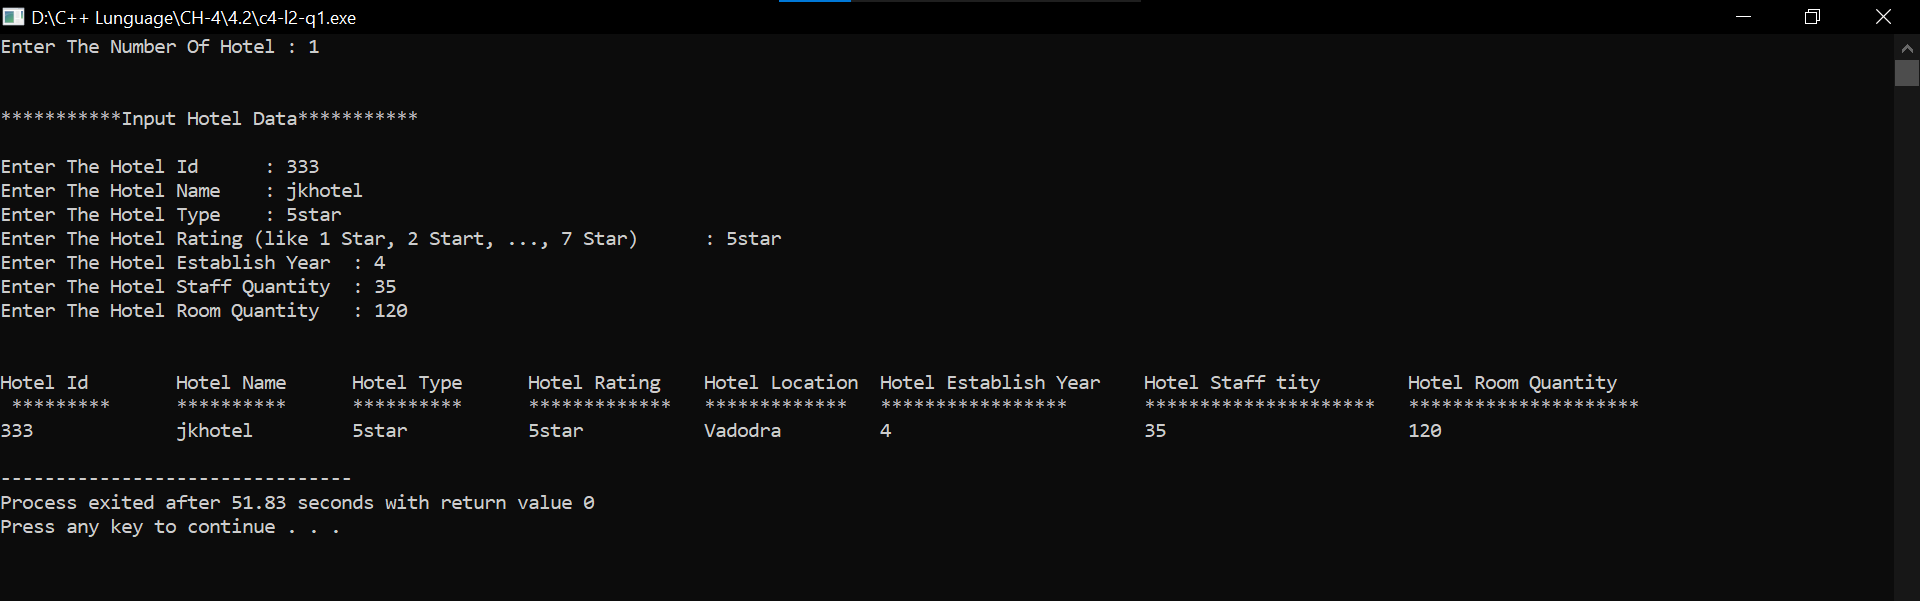 D:\C++ Lunguage\CH-4\4.2\c4-l2-q1.exe
Enter The Number Of Hotel : 1
***********Input Hotel Data***********
Enter The Hotel Id      : 333
Enter The Hotel Name    : jkhotel
Enter The Hotel Type    : 5star
Enter The Hotel Rating (like 1 Star, 2 Start, ..., 7 Star)      : 5star
Enter The Hotel Establish Year  : 4
Enter The Hotel Staff Quantity  : 35
Enter The Hotel Room Quantity   : 120
Hotel Id        Hotel Name      Hotel Type      Hotel Rating    Hotel Location  Hotel Establish Year    Hotel Staff tity        Hotel Room Quantity
 *********      **********      **********      *************   *************   *****************       *********************   *********************
333             jkhotel         5star           5star           Vadodra         4                       35                      120
--------------------------------
Process exited after 51.83 seconds with return value 0
Press any key to continue . . .